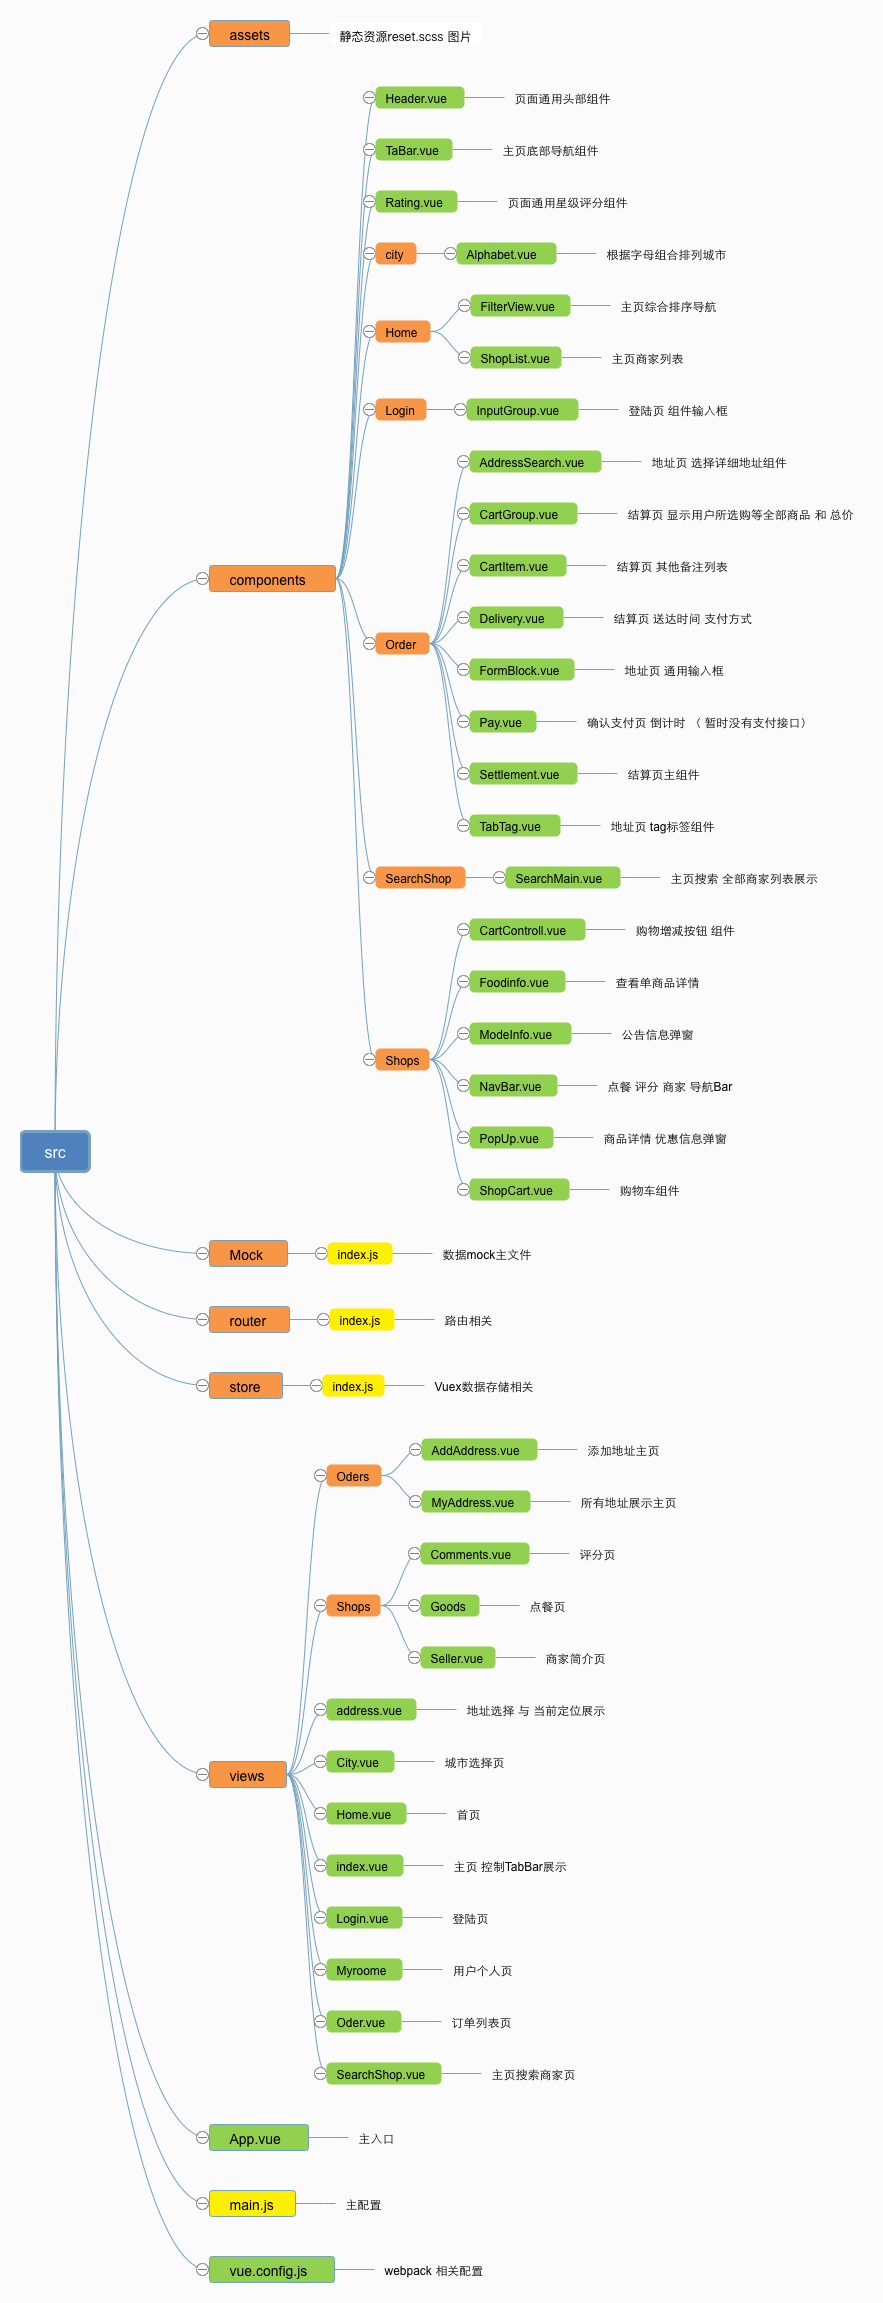 assets
静态资源reset.scss 图片
Header.vue
页面通用头部组件
TaBar.vue
主页底部导航组件
Rating.vue
页面通用星级评分组件
city
Alphabet.vue
根据字母组合排列城市
FilterView.vue
主页综合排序导航
Home
ShopList.vue
主页商家列表
Login
InputGroup.vue
登陆页 组件输入框
AddressSearch.vue
地址页 选择详细地址组件
CartGroup.vue
结算页 显示用户所选购等全部商品 和 总价
CartItem.vue
结算页 其他备注列表
components
Delivery.vue
结算页 送达时间 支付方式
Order
FormBlock.vue
地址页 通用输入框
Pay.vue
确认支付页 倒计时 （ 暂时没有支付接口）
Settlement.vue
结算页主组件
TabTag.vue
地址页 tag标签组件
SearchShop
SearchMain.vue
主页搜索 全部商家列表展示
CartControll.vue
购物增减按钮 组件
Foodinfo.vue
查看单商品详情
ModeInfo.vue
公告信息弹窗
Shops
NavBar.vue
点餐 评分 商家 导航Bar
PopUp.vue
商品详情 优惠信息弹窗
src
ShopCart.vue
购物车组件
Mock
index.js
数据mock主文件
router
index.js
路由相关
store
index.js
Vuex数据存储相关
AddAddress.vue
添加地址主页
Oders
MyAddress.vue
所有地址展示主页
Comments.vue
评分页
Shops
Goods
点餐页
Seller.vue
商家简介页
address.vue
地址选择 与 当前定位展示
City.vue
城市选择页
views
Home.vue
首页
index.vue
主页 控制TabBar展示
Login.vue
登陆页
Myroome
用户个人页
Oder.vue
订单列表页
SearchShop.vue
主页搜索商家页
App.vue
主入口
main.js
主配置
vue.config.js
webpack 相关配置